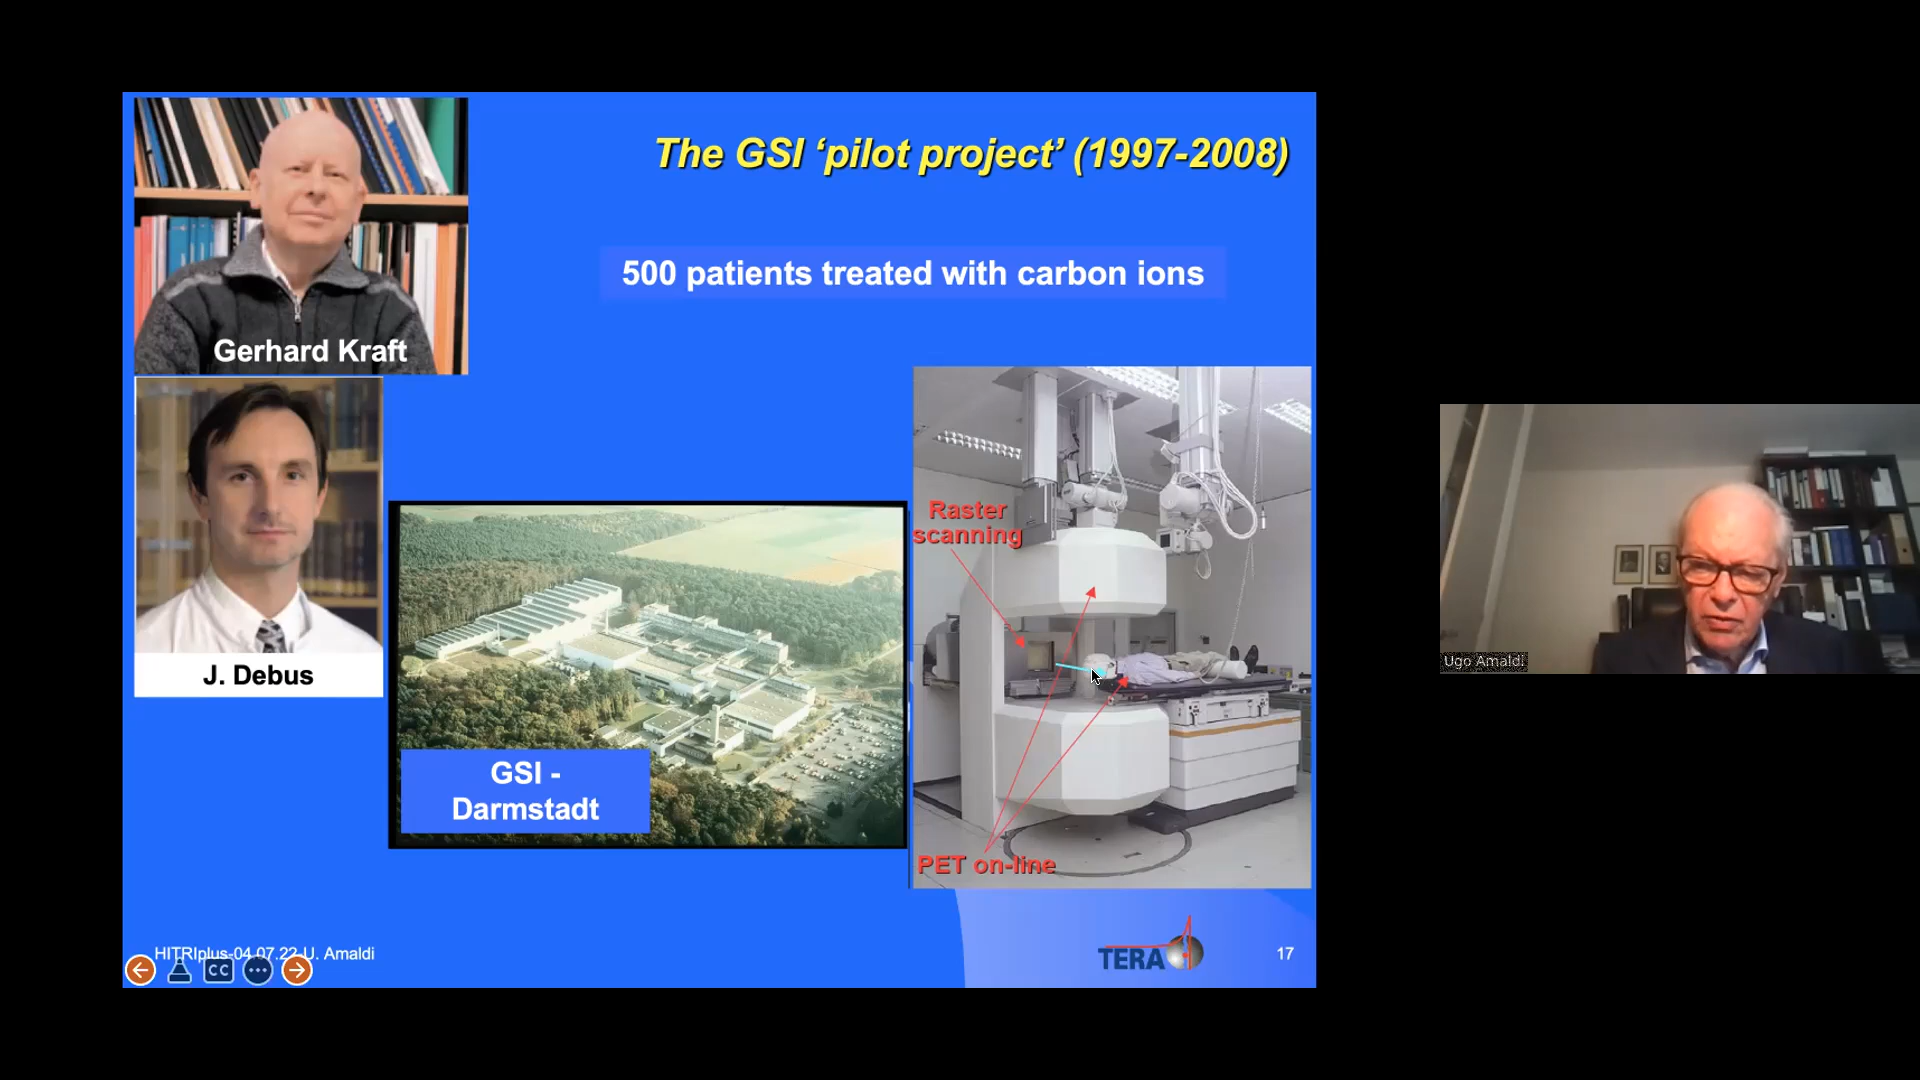 The GSI ‘pilot project’ (1997-2008)
500 patients treated with carbon ions
Gerhard Kraft
J. Debus
GSI -
Darmstadt
Raster
scanning
PET on-line
HITRIplus-04.07.22-U. Amaldi
CC
TERA
17
Ugo Amaldi